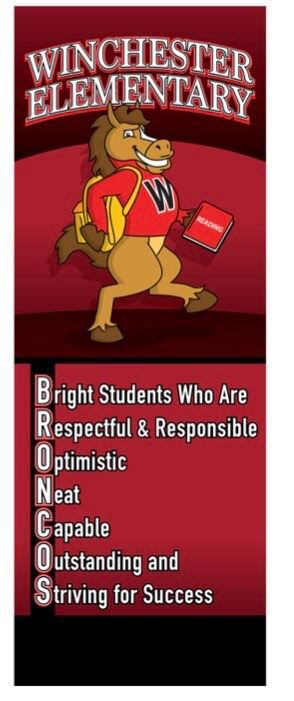 WINCHESTER
ELEMENTARY
W
READING
Bright Students Who Are
Respectful & Responsible
Optimistic
Neat
Capable
Outstanding and
Striving for Success